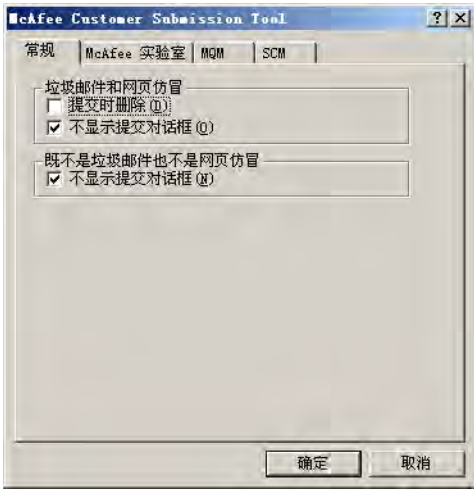 McAfee Customer Submission Tool
常规 McAfee 实验室 MQM SCM
垃圾邮件和网页仿冒
提交时删除(D)
不显示提交对话框(O)
既不是垃圾邮件也不是网页仿冒
不显示提交对话框(N)
确定 取消